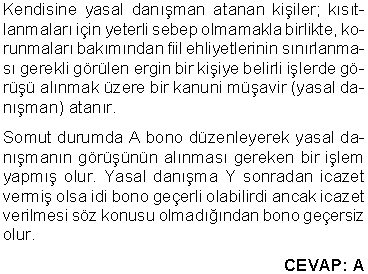 Kendisine yasal danışman atanan kişiler; kısıt-
lanmaları için yeterli sebep olmamakla birlikte, ko-
runmaları bakımından fiil ehliyetlerinin sınırlanma-
sı gerekli görülen ergin bir kişiye belirli işlerde gö-
rüşü alınmak üzere bir kanuni müşavir (yasal da-
nışman) atanır.
Somut durumda A bono düzenleyerek yasal da-
nışmanın görüşünün alınması gereken bir işlem
yapmış olur. Yasal danışma Y sonradan icazet
vermiş olsa idi bono geçerli olabilirdi ancak icazet
verilmesi söz konusu olmadığından bono geçersiz
olur.
CEVAP: A